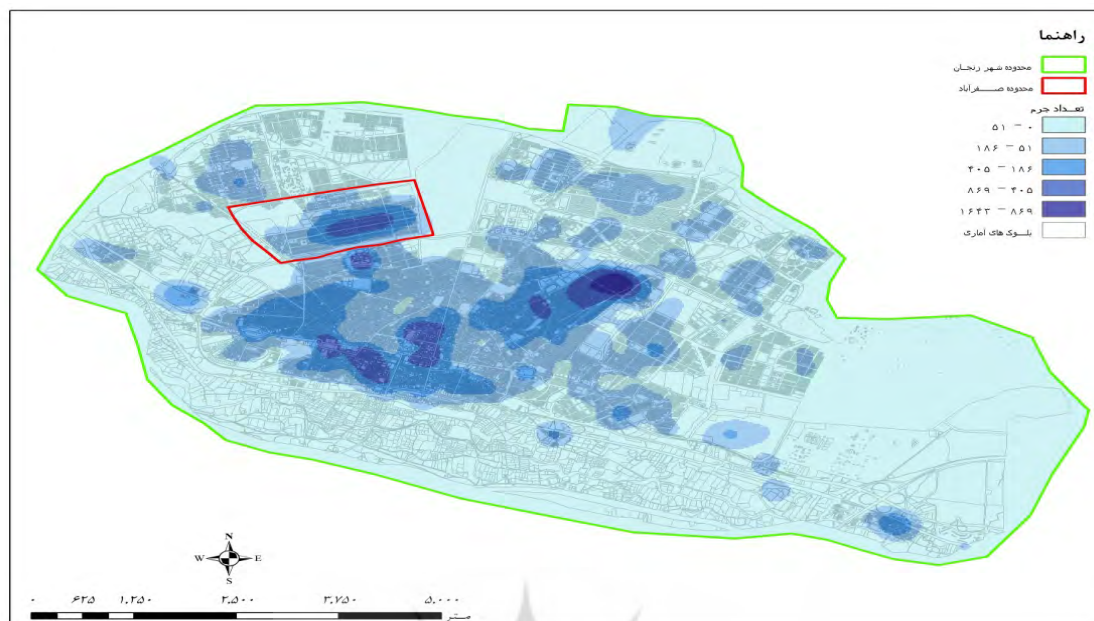 راهنما
محدوده شهر زنجان
محدوده صفرآباد
تعداد جرم
۰ – ۵۱
۵۱ – ۱۸۶
۱۸۶ – ۴۰۵
۴۰۵ – ۸۶۹
۸۶۹ – ۱۶۴۳
بلوک های آماری
N
W E
S
۰ ۶۲۵ ۱،۲۵۰ ۲،۵۰۰ ۳،۷۵۰ ۵،۰۰۰
متر